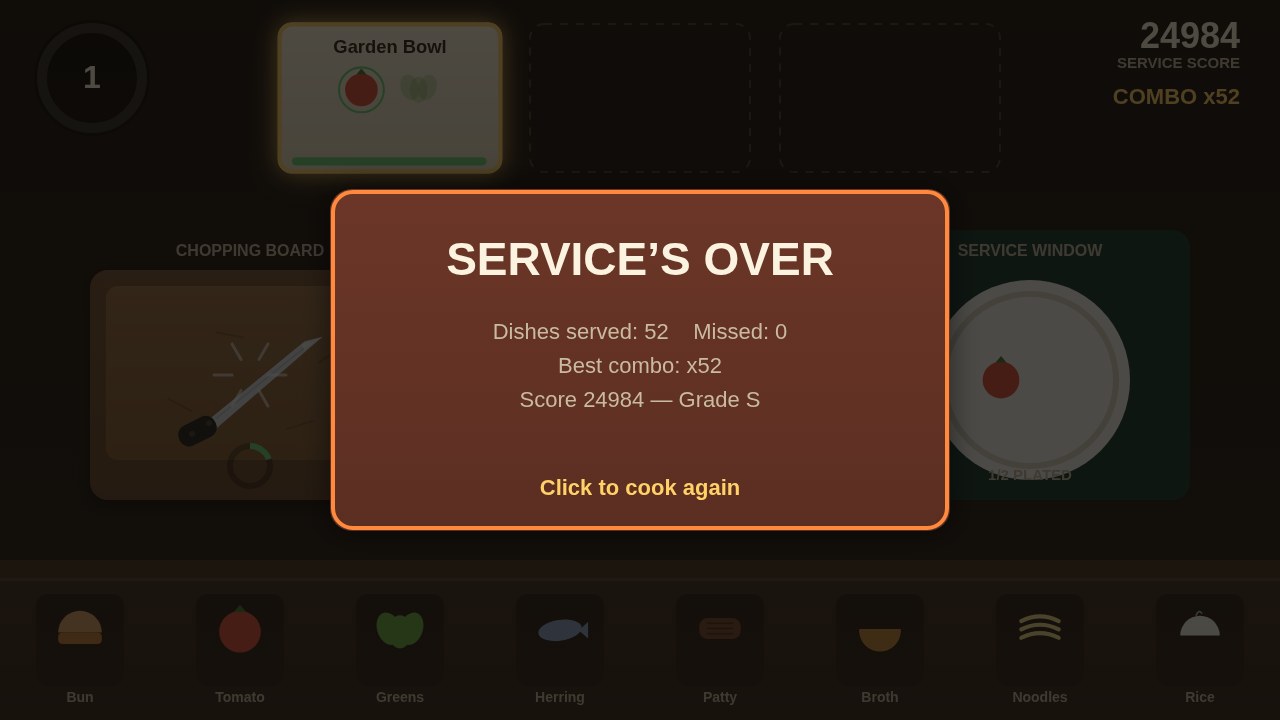 1
Garden Bowl
24984
SERVICE SCORE
COMBO x52
CHOPPING BOARD
SERVICE WINDOW
SERVICE’S OVER
Dishes served: 52    Missed: 0
Best combo: x52
Score 24984 — Grade S
1/2 PLATED
Click to cook again
Bun
Tomato
Greens
Herring
Patty
Broth
Noodles
Rice